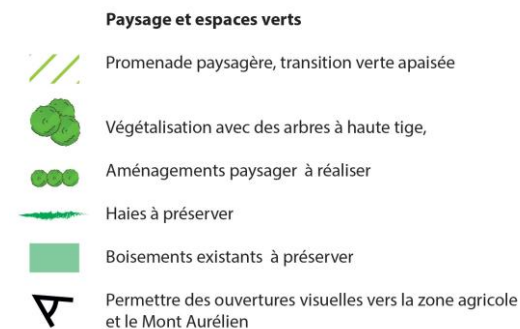 Paysage et espaces verts
Promenade paysagère, transition verte apaisée
Végétalisation avec des arbres à haute tige,
Aménagements paysager à réaliser
Haies à préserver
Boisements existants à préserver
Permettre des ouvertures visuelles vers la zone agricole
et le Mont Aurélien